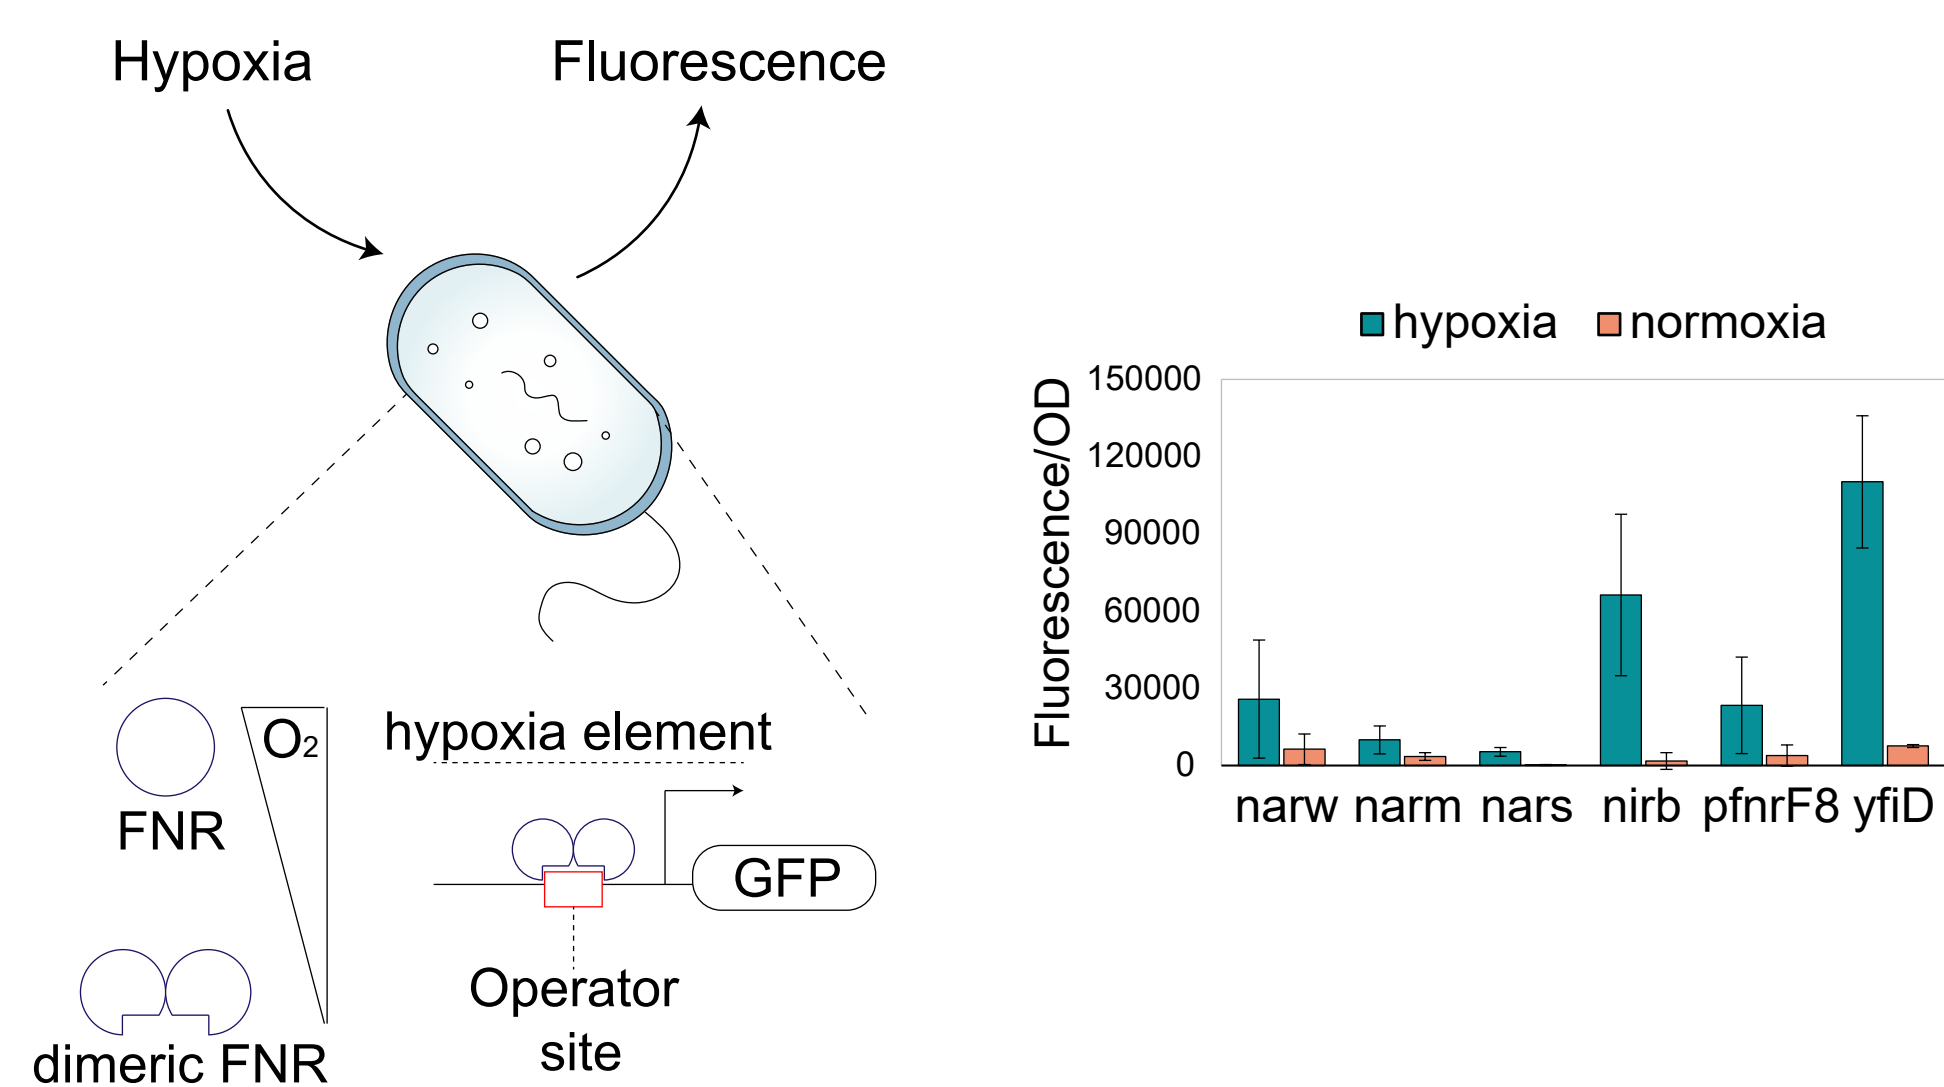 Hypoxia
Fluorescence
FNR
O2
dimeric FNR
hypoxia element
GFP
Operator
site
hypoxia normoxia
Fluorescence/OD
150000
120000
90000
60000
30000
0
narw narm nars nirb pfnrF8 yfiD